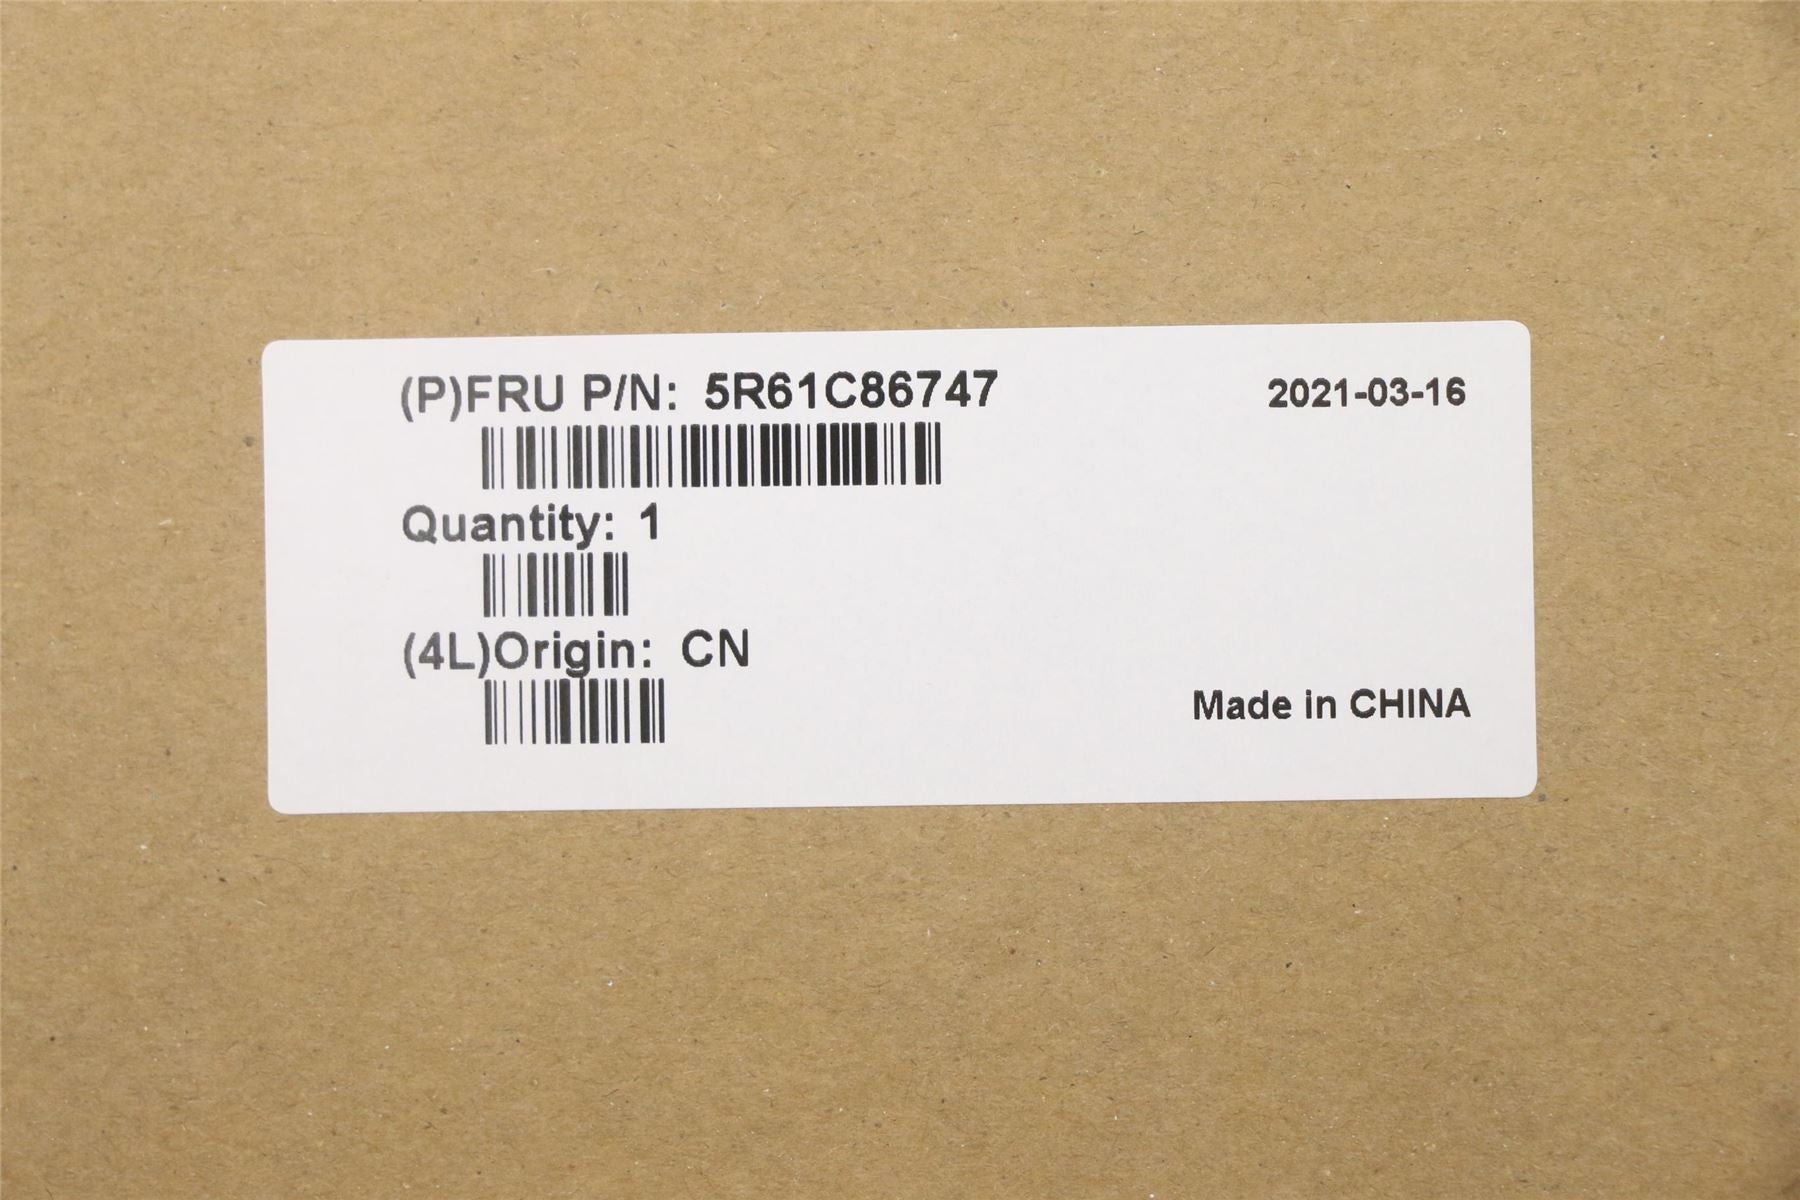 (P)FRU P/N: 5R61C86747
2021-03-16
Quantity: 1
(4L)Origin: CN
Made in CHINA